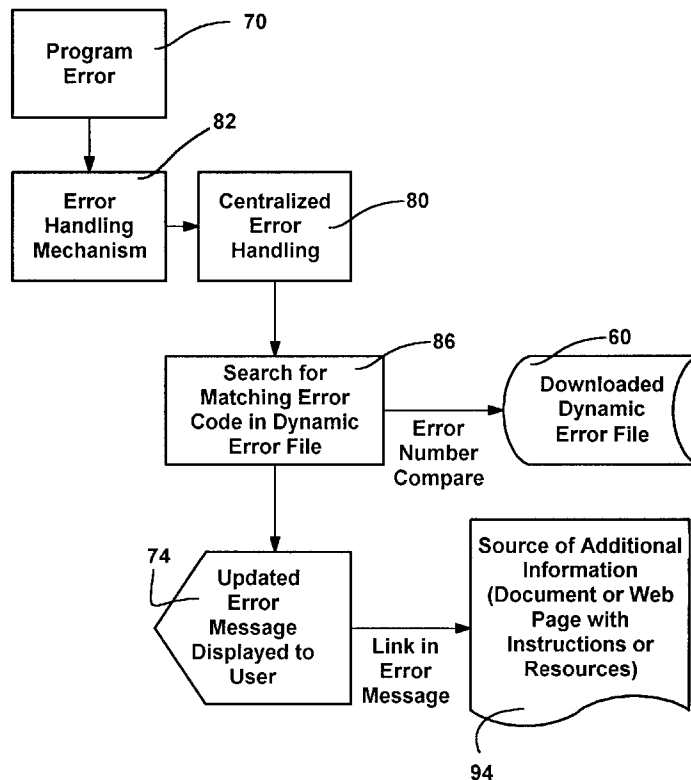 70
Program
Error
82
Error
Handling
Mechanism
Centralized
Error
Handling
80
86
Search for
Matching Error
Code in Dynamic
Error File
Error
Number
Compare
60
Downloaded
Dynamic
Error File
74
Updated
Error
Message
Displayed to
User
Link in
Error
Message
Source of Additional
Information
(Document or Web
Page with
Instructions or
Resources)
94